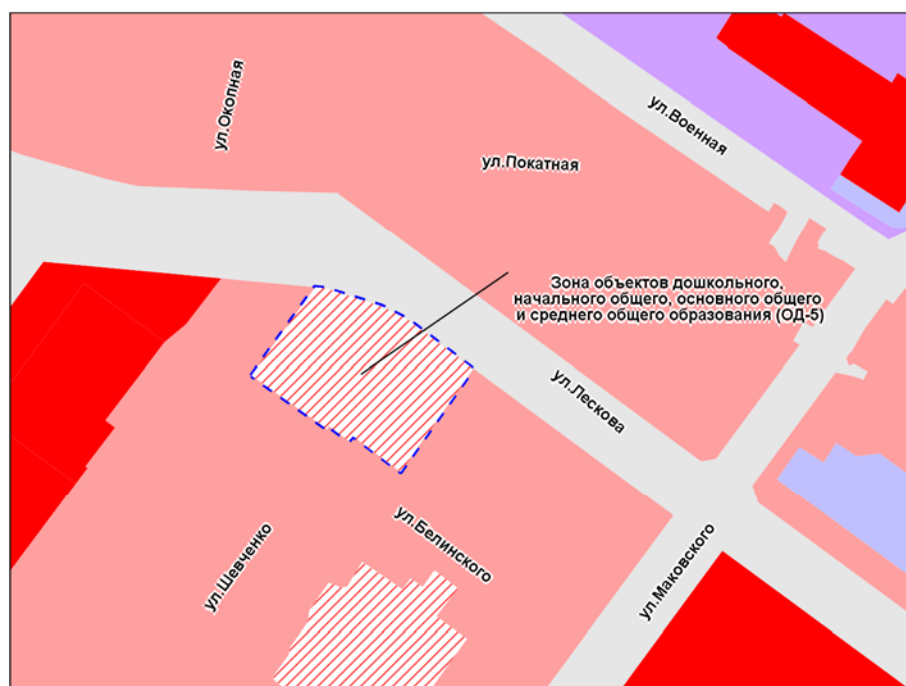 ул.Окопная
ул.Военная
ул.Покатная
Зона объектов дошкольного,
начального общего, основного общего
и среднего общего образования (ОД-5)
ул.Лескова
ул.Белинского
ул.Шевченко
ул.Маковского